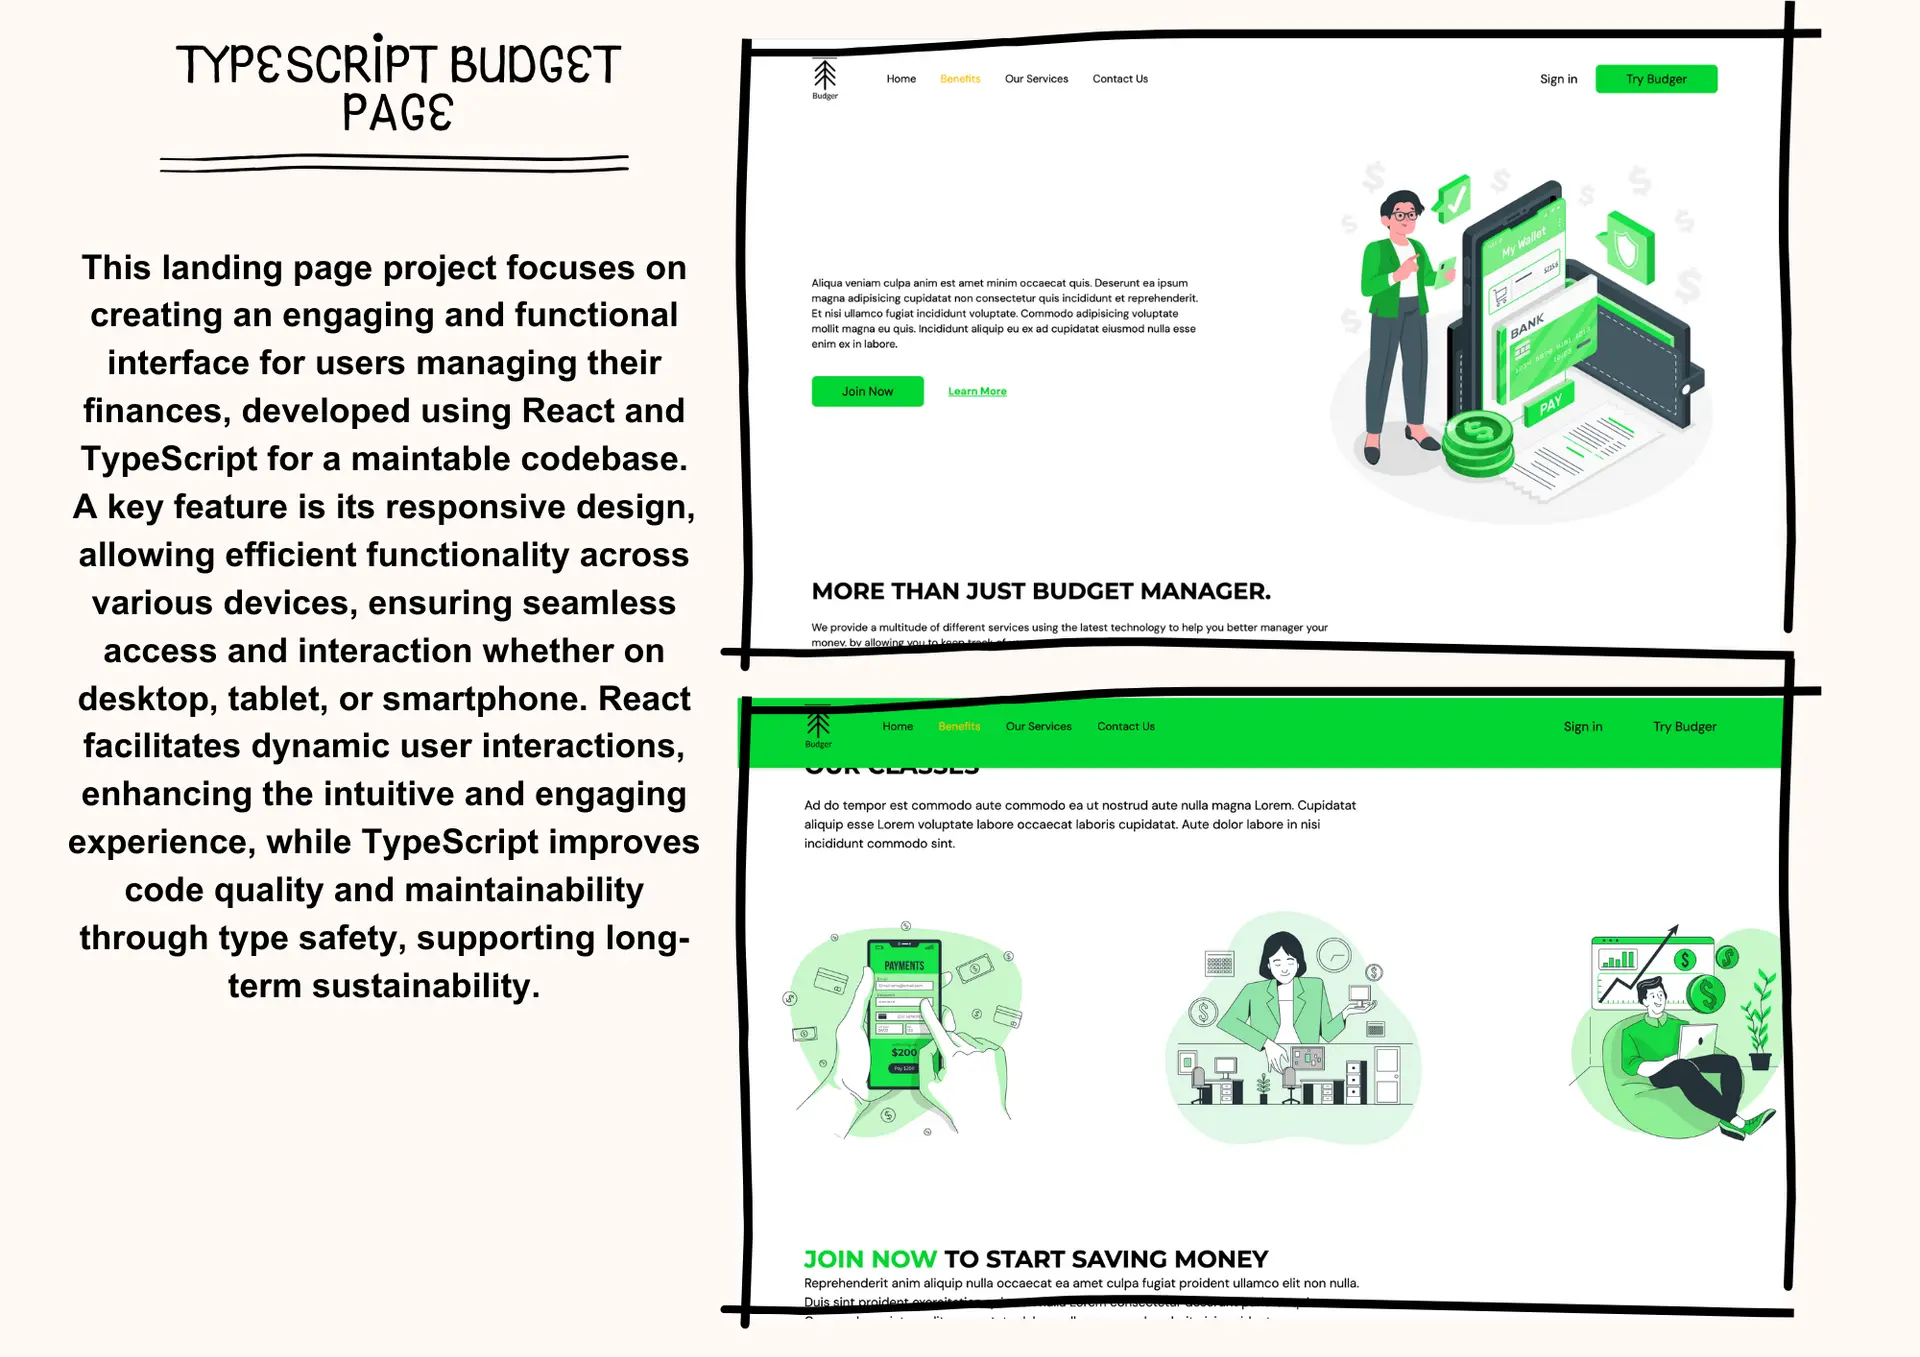 TYPESCRIPT BUDGET
PAGE
This landing page project focuses on
creating an engaging and functional
interface for users managing their
finances, developed using React and
TypeScript for a maintable codebase.
A key feature is its responsive design,
allowing efficient functionality across
various devices, ensuring seamless
access and interaction whether on
desktop, tablet, or smartphone. React
facilitates dynamic user interactions,
enhancing the intuitive and engaging
experience, while TypeScript improves
code quality and maintainability
through type safety, supporting long-
term sustainability.
Budger
Home Benefits Our Services Contact Us Sign in Try Budger
Aliqua veniam culpa anim est amet minim occaecat quis. Deserunt ea ipsum
magna adipisicing cupidatat non consectetur quis incididunt et reprehenderit.
Et nisi ullamco fugiat incididunt voluptate. Commodo adipisicing voluptate
mollit magna eu quis. Incididunt aliquip eu ex ad cupidatat eiusmod nulla esse
enim ex in labore.
Join Now Learn More
My Wallet
BANK
PAY
MORE THAN JUST BUDGET MANAGER.
We provide a multitude of different services using the latest technology to help you better manager your
money, by allowing you to keep track of
Budger
Home Benefits Our Services Contact Us Sign in Try Budger
OUR CLASSES
Ad do tempor est commodo aute commodo ea ut nostrud aute nulla magna Lorem. Cupidatat
aliquip esse Lorem voluptate labore occaecat laboris cupidatat. Aute dolor labore in nisi
incididunt commodo sint.
PAYMENTS
$200
Pay $200
JOIN NOW TO START SAVING MONEY
Reprehenderit anim aliquip nulla occaecat ea amet culpa fugiat proident ullamco elit non nulla.
Duis sint proident